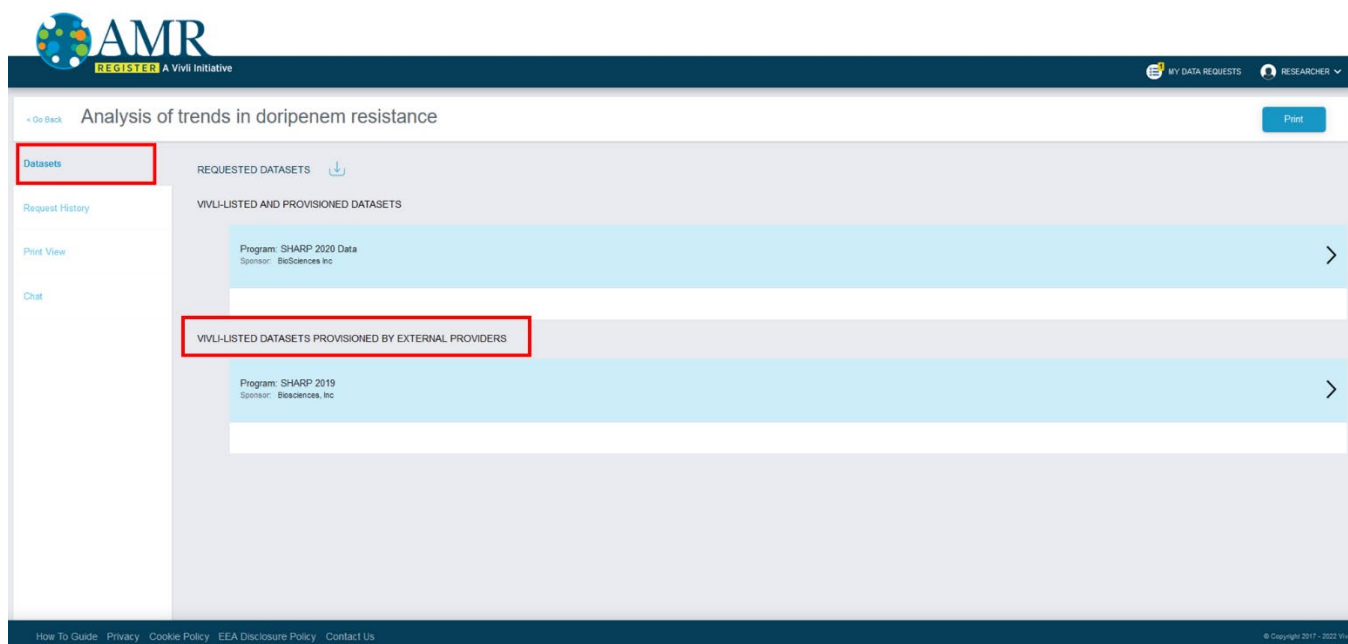 AMR
REGISTER A Vivli Initiative
1
MY DATA REQUESTS
RESEARCHER
< Go Back
Analysis of trends in doripenem resistance
Print
Datasets
Request History
Print View
Chat
REQUESTED DATASETS
VIVLI-LISTED AND PROVISIONED DATASETS
Program: SHARP 2020 Data
Sponsor: BioSciences Inc
VIVLI-LISTED DATASETS PROVISIONED BY EXTERNAL PROVIDERS
Program: SHARP 2019
Sponsor: Biosciences, Inc
How To Guide Privacy Cookie Policy EEA Disclosure Policy Contact Us
© Copyright 2017 - 2022